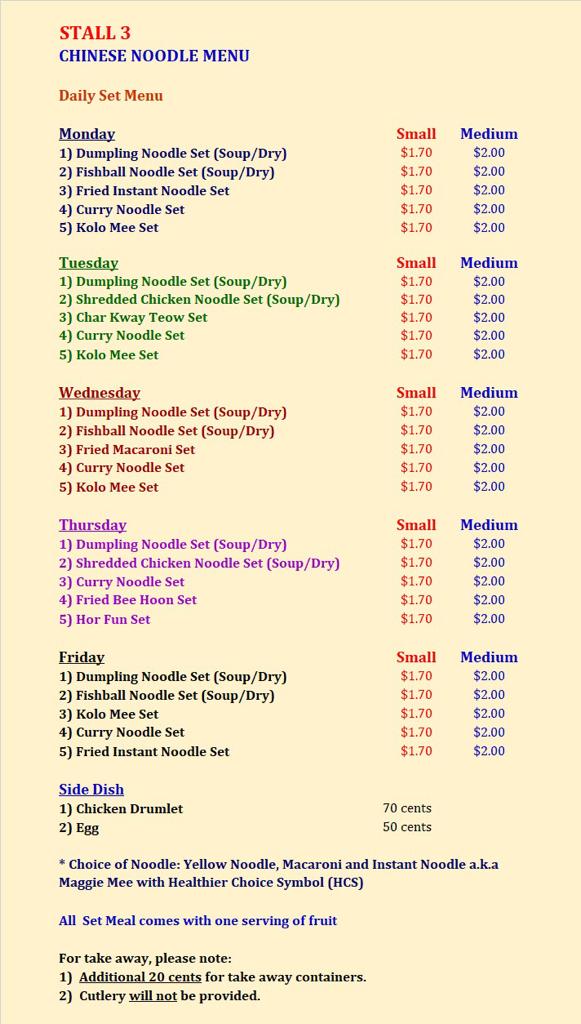 STALL 3
CHINESE NOODLE MENU
Daily Set Menu
Monday Small Medium
1) Dumpling Noodle Set (Soup/Dry) $1.70 $2.00
2) Fishball Noodle Set (Soup/Dry) $1.70 $2.00
3) Fried Instant Noodle Set $1.70 $2.00
4) Curry Noodle Set $1.70 $2.00
5) Kolo Mee Set $1.70 $2.00
Tuesday Small Medium
1) Dumpling Noodle Set (Soup/Dry) $1.70 $2.00
2) Shredded Chicken Noodle Set (Soup/Dry) $1.70 $2.00
3) Char Kway Teow Set $1.70 $2.00
4) Curry Noodle Set $1.70 $2.00
5) Kolo Mee Set $1.70 $2.00
Wednesday Small Medium
1) Dumpling Noodle Set (Soup/Dry) $1.70 $2.00
2) Fishball Noodle Set (Soup/Dry) $1.70 $2.00
3) Fried Macaroni Set $1.70 $2.00
4) Curry Noodle Set $1.70 $2.00
5) Kolo Mee Set $1.70 $2.00
Thursday Small Medium
1) Dumpling Noodle Set (Soup/Dry) $1.70 $2.00
2) Shredded Chicken Noodle Set (Soup/Dry) $1.70 $2.00
3) Curry Noodle Set $1.70 $2.00
4) Fried Bee Hoon Set $1.70 $2.00
5) Hor Fun Set $1.70 $2.00
Friday Small Medium
1) Dumpling Noodle Set (Soup/Dry) $1.70 $2.00
2) Fishball Noodle Set (Soup/Dry) $1.70 $2.00
3) Kolo Mee Set $1.70 $2.00
4) Curry Noodle Set $1.70 $2.00
5) Fried Instant Noodle Set $1.70 $2.00
Side Dish
1) Chicken Drumlet 70 cents
2) Egg 50 cents
* Choice of Noodle: Yellow Noodle, Macaroni and Instant Noodle a.k.a
Maggie Mee with Healthier Choice Symbol (HCS)
All Set Meal comes with one serving of fruit
For take away, please note:
1) Additional 20 cents for take away containers.
2) Cutlery will not be provided.